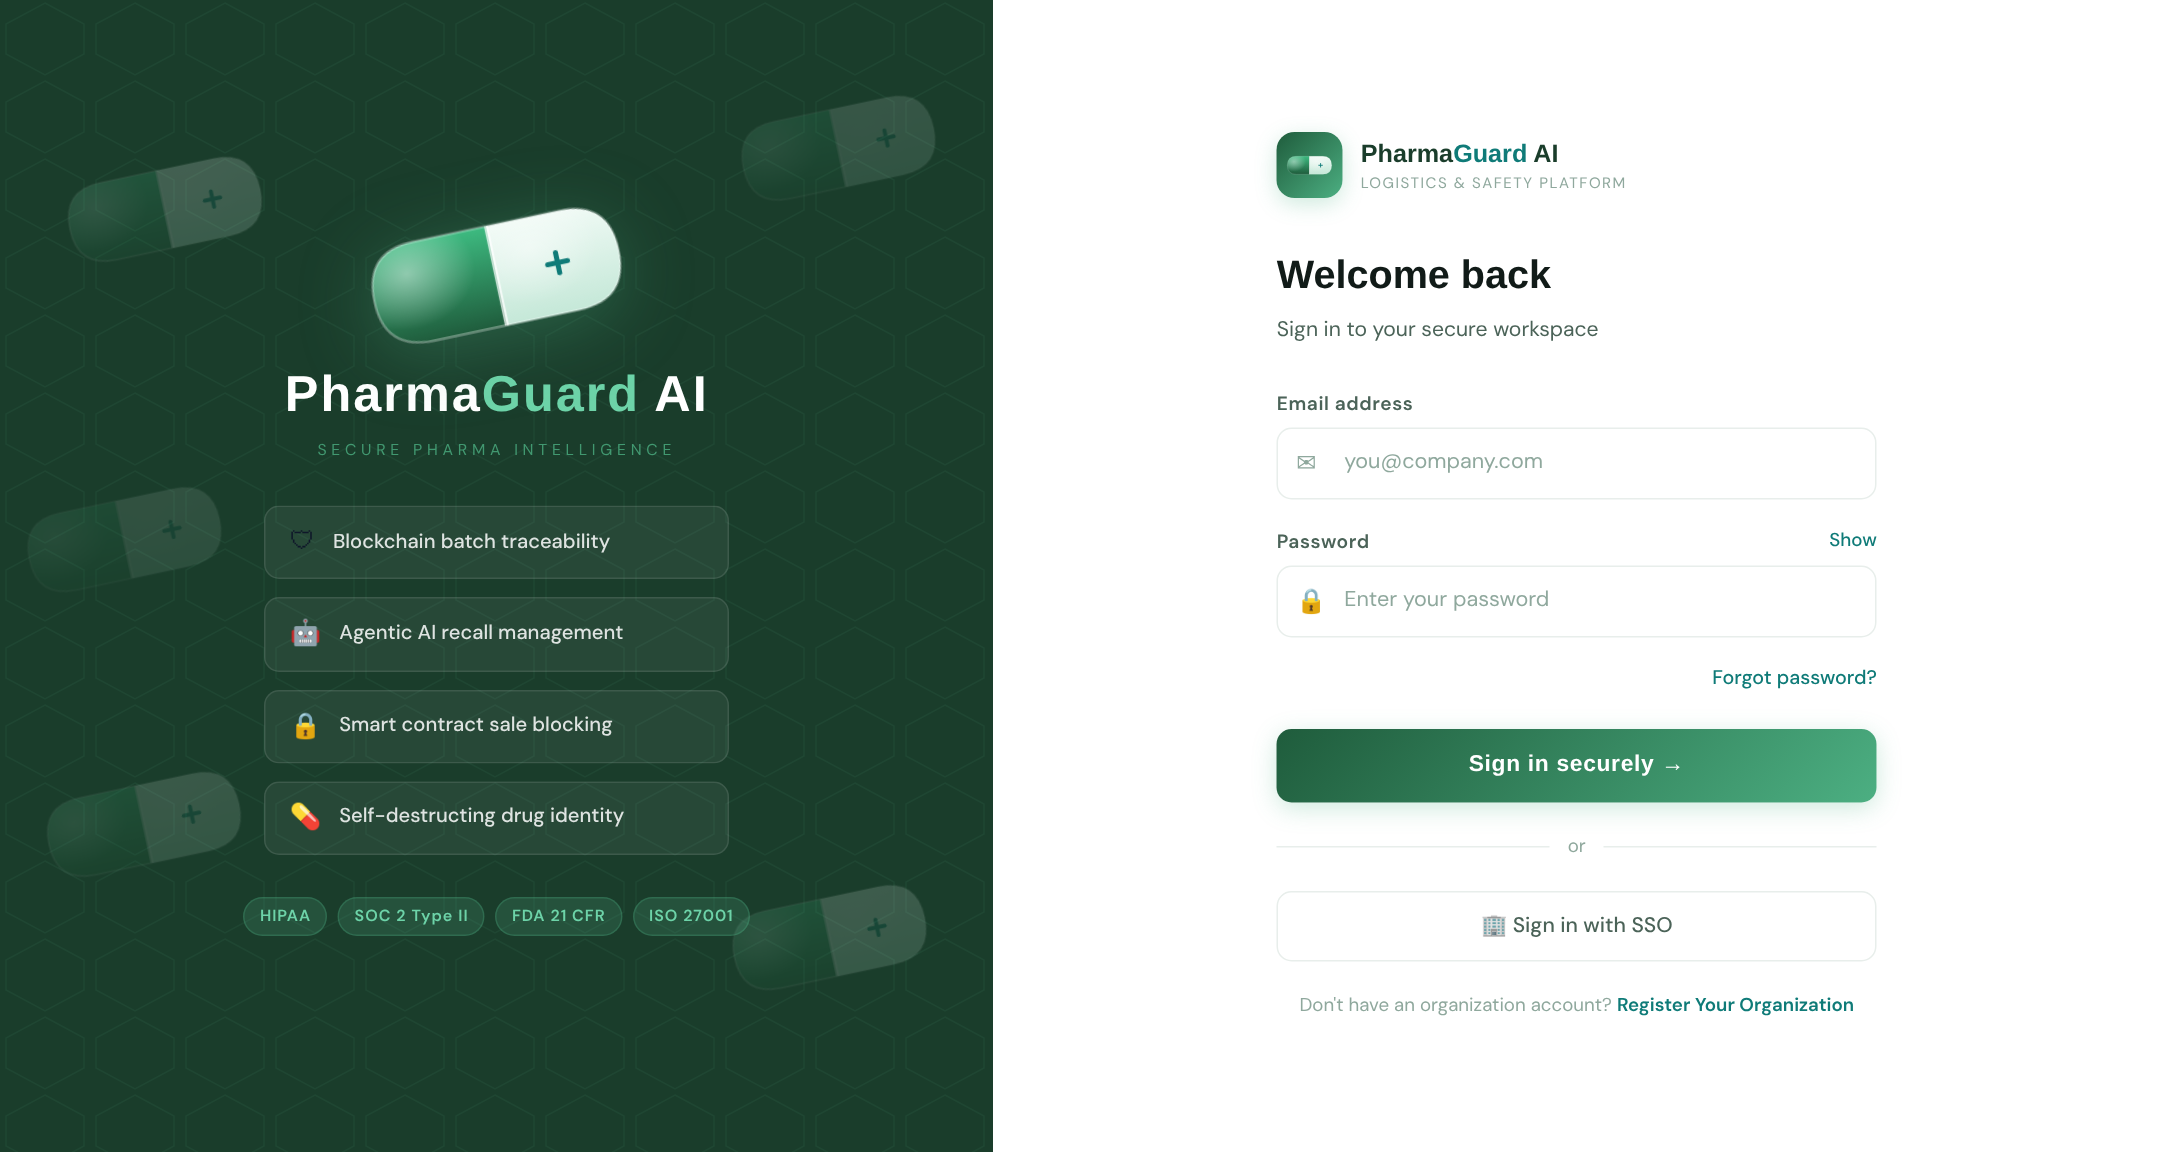 PharmaGuard AI
SECURE PHARMA INTELLIGENCE
Blockchain batch traceability
Agentic AI recall management
Smart contract sale blocking
Self-destructing drug identity
HIPAA
SOC 2 Type II
FDA 21 CFR
ISO 27001
PharmaGuard AI
LOGISTICS & SAFETY PLATFORM
Welcome back
Sign in to your secure workspace
Email address
you@company.com
Password
Show
Enter your password
Forgot password?
Sign in securely →
or
Sign in with SSO
Don't have an organization account? Register Your Organization